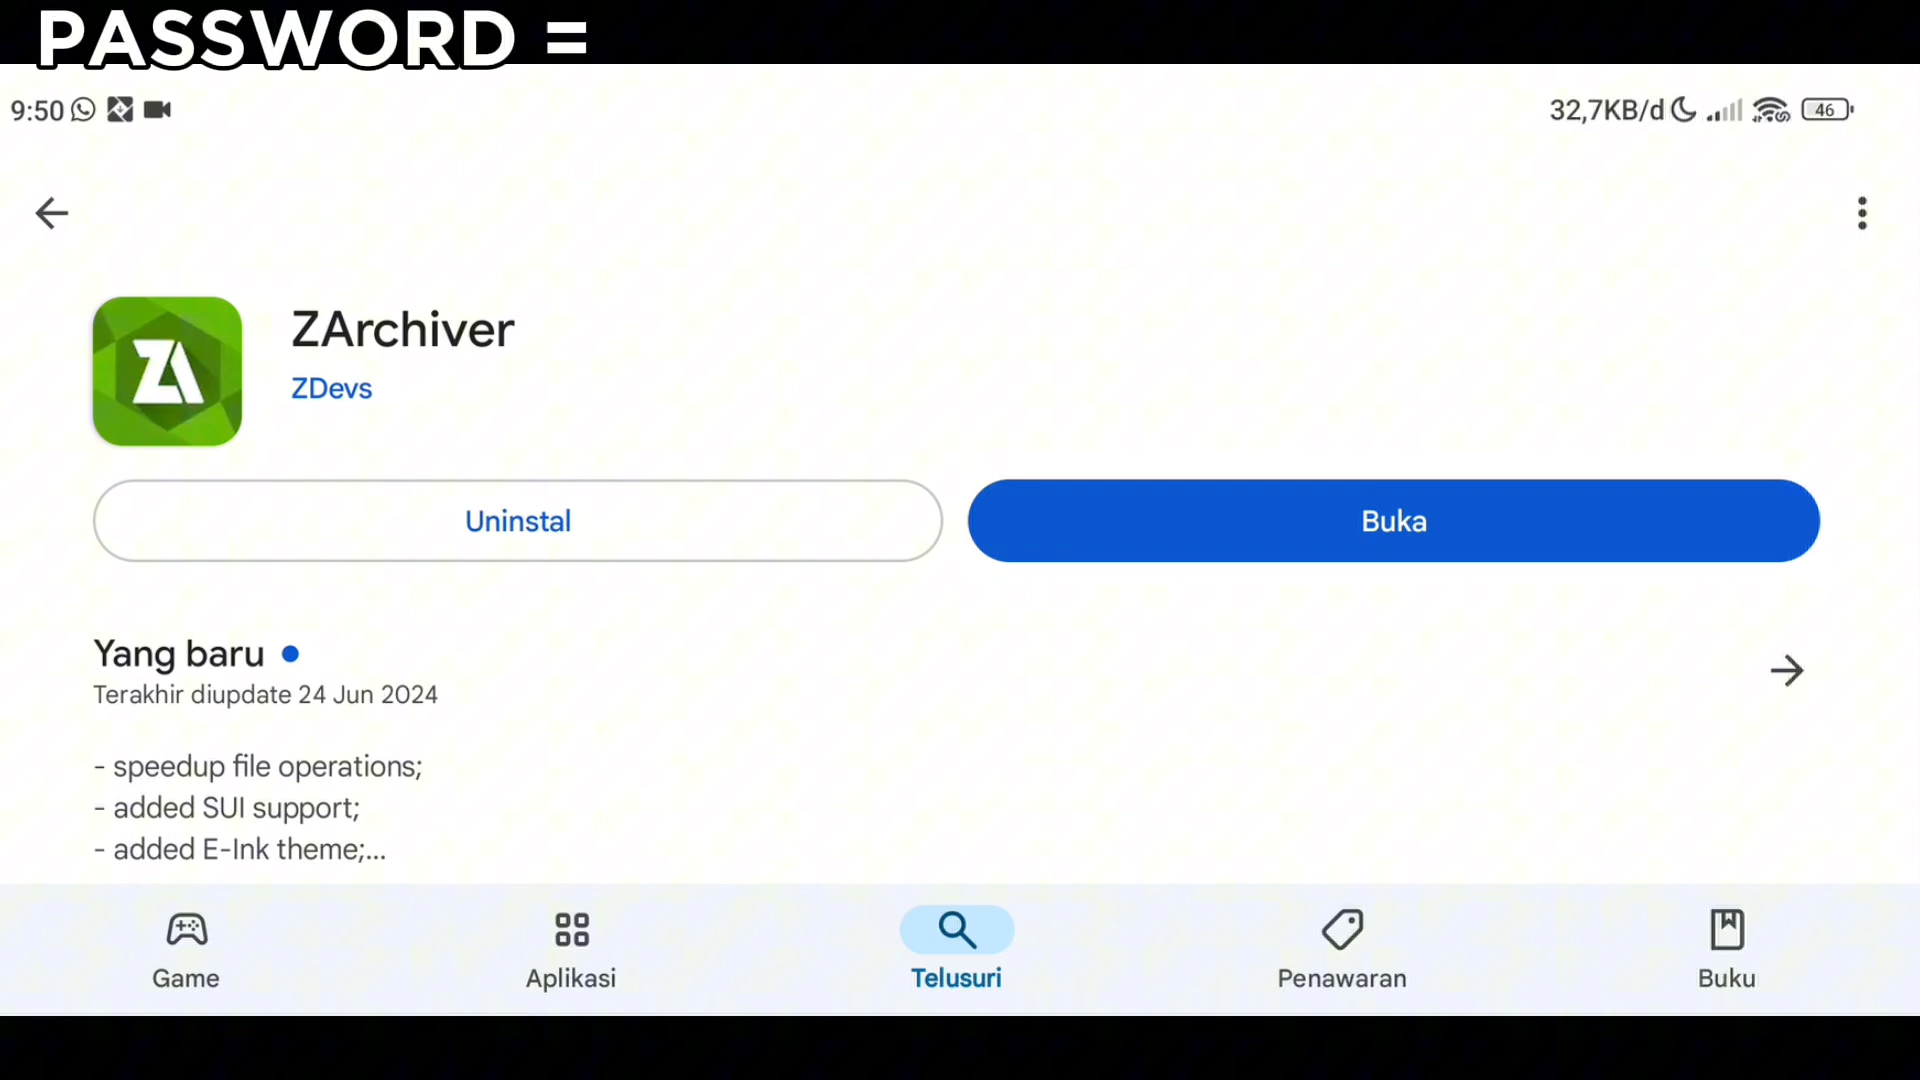 PASSWORD =
9:50
32,7KB/d
46
ZA
ZArchiver
ZDevs
Uninstal
Buka
Yang baru
Terakhir diupdate 24 Jun 2024
- speedup file operations;
- added SUI support;
- added E-Ink theme;...
Game
Aplikasi
Telusuri
Penawaran
Buku